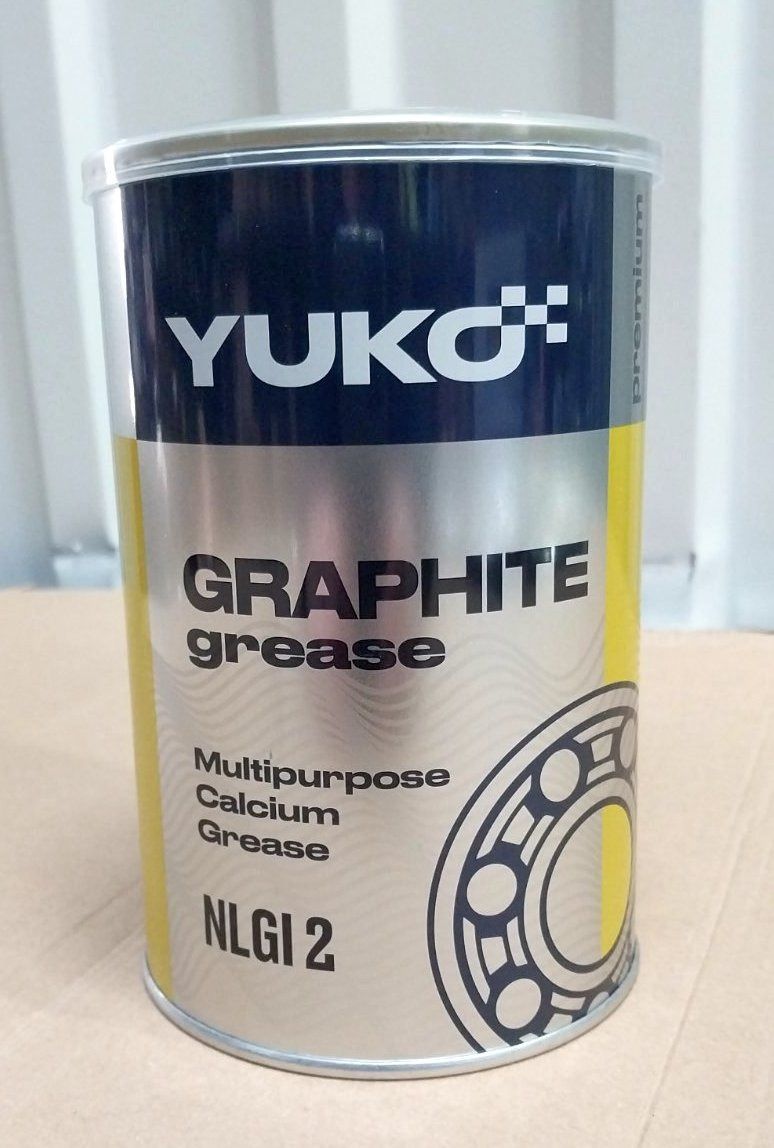 YUKO
premium
GRAPHITE
grease
Multipurpose
Calcium
Grease
NLGI 2